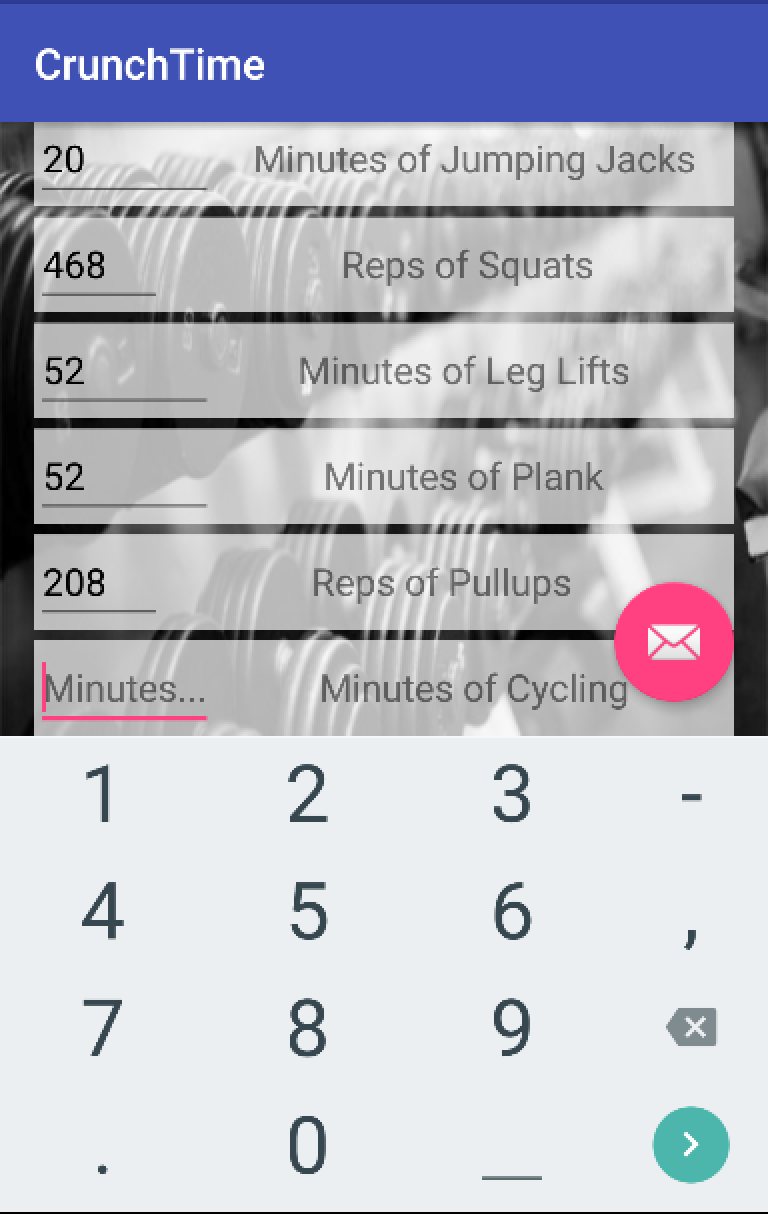 CrunchTime
20 Minutes of Jumping Jacks
468 Reps of Squats
52 Minutes of Leg Lifts
52 Minutes of Plank
208 Reps of Pullups
Minutes... Minutes of Cycling
1 2 3 -
4 5 6 ,
7 8 9
. 0 _